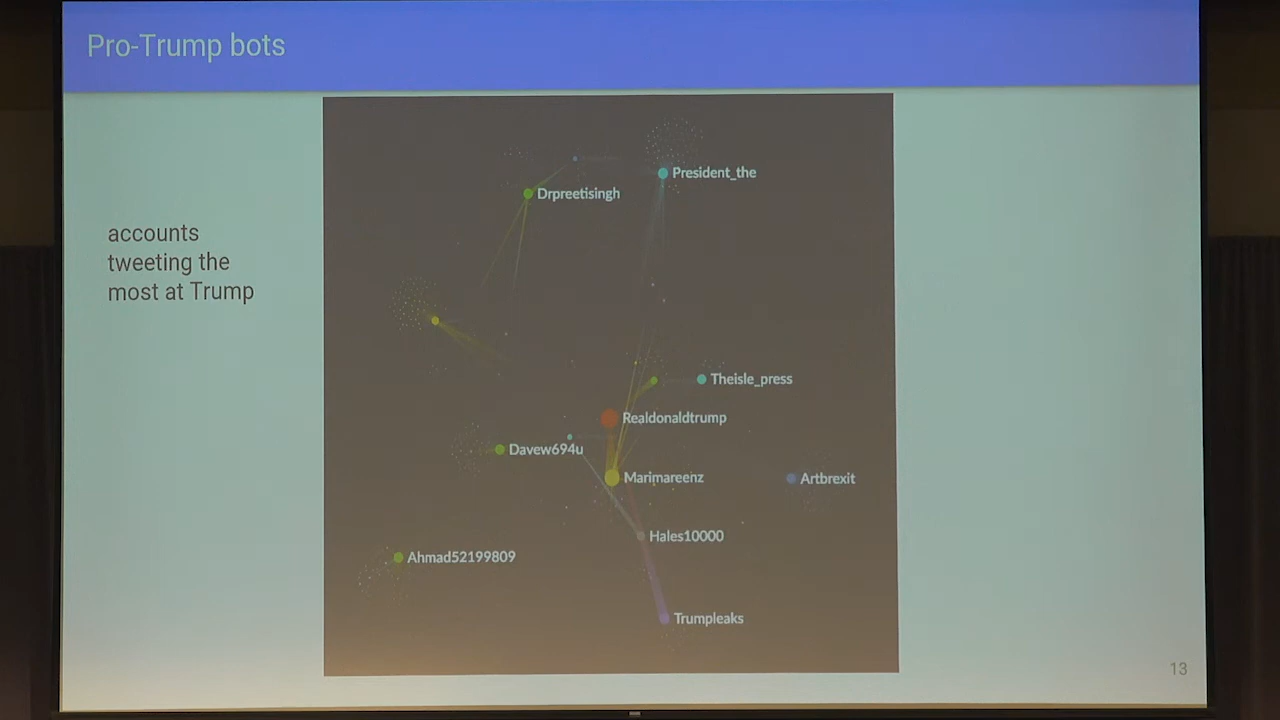 Pro-Trump bots
accounts
tweeting the
most at Trump
President_the
Drpreetisingh
Theisle_press
Realdonaldtrump
Davew694u
Marimareenz
Artbrexit
Hales10000
Ahmad52199809
Trumpleaks
13